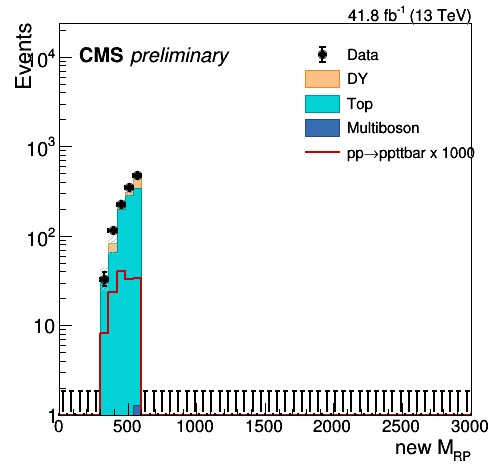 41.8 fb⁻¹ (13 TeV)
Events
CMS preliminary
Data
DY
Top
Multiboson
pp→ppttbar x 1000
10⁴
10³
10²
10
1
0 500 1000 1500 2000 2500 3000
new M_RP